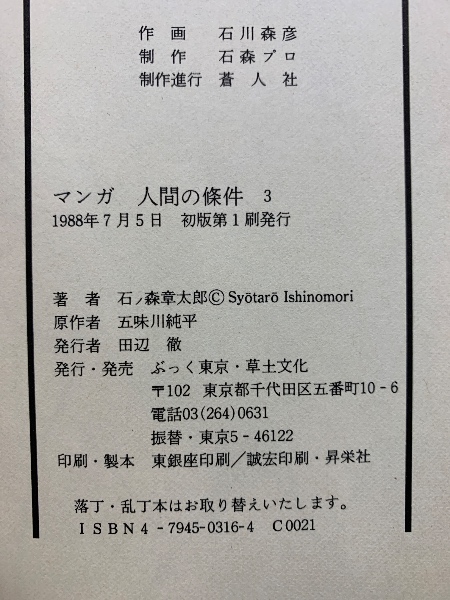 作　画　石川森彦
制　作　石森プロ
制作進行　蒼人社
マンガ　人間の條件　3
1988年7月5日　初版第1刷発行
著　者　石ノ森章太郎Ⓒ Syōtarō Ishinomori
原作者　五味川純平
発行者　田辺　徹
発行・発売　ぶっく東京・草土文化
〒102　東京都千代田区五番町10－6
電話03(264)0631
振替・東京5－46122
印刷・製本　東銀座印刷／誠宏印刷・昇栄社
落丁・乱丁本はお取り替えいたします。
ISBN4－7945-0316-4　C0021